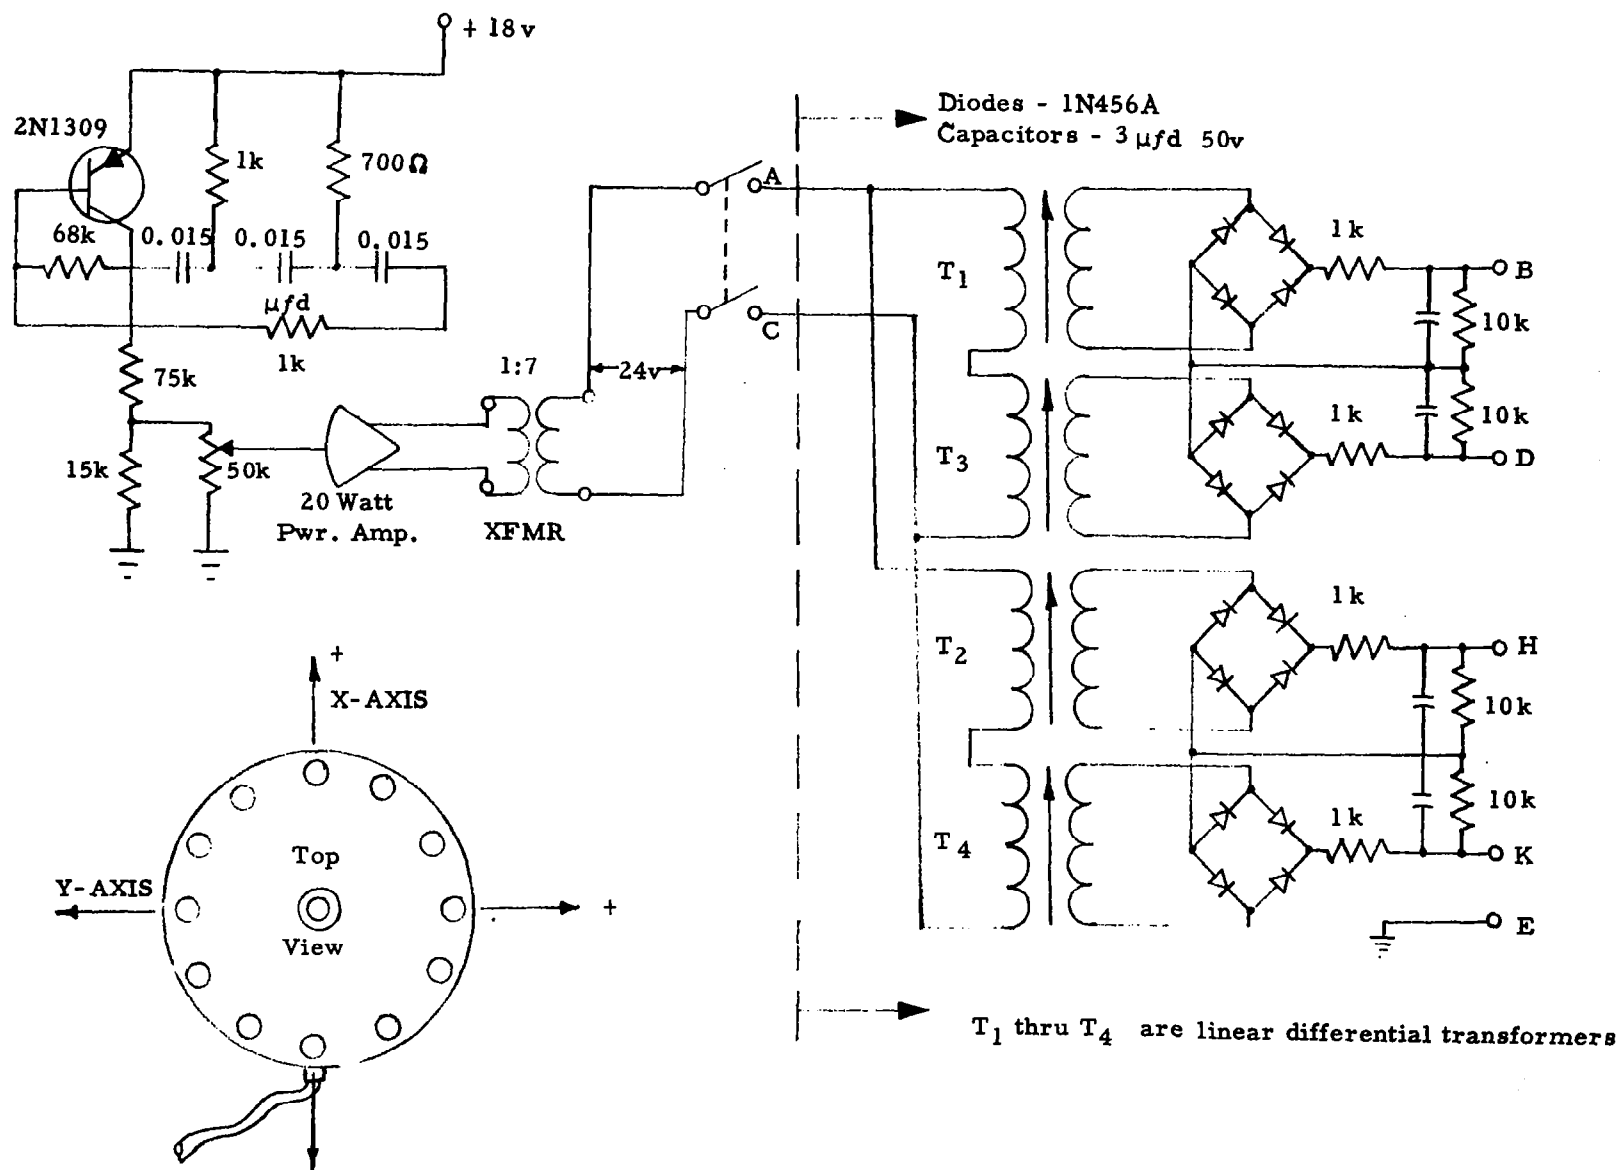 + 18v
Diodes - 1N456A
Capacitors - 3 μfd 50v
2N1309
1k
700Ω
68k
0.015
0.015
0.015
μfd
1k
75k
15k
50k
20 Watt
Pwr. Amp.
1:7
XFMR
24v
A
C
T1
T3
T2
T4
1k
B
10k
10k
1k
D
1k
H
10k
10k
1k
K
E
+
X-AXIS
Y-AXIS
Top
View
+
T1 thru T4 are linear differential transformers